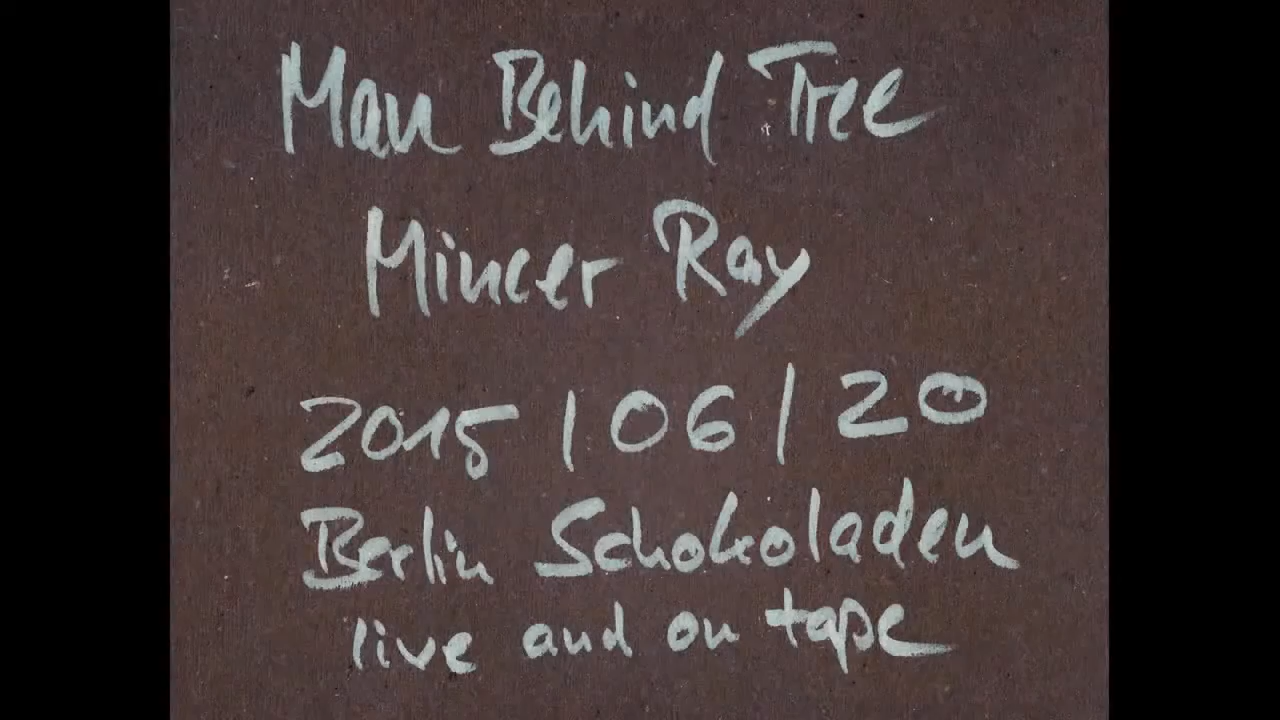 Man Behind Tree
Mincer Ray
2015 / 06 / 20
Berlin Schokoladen
live and on tape